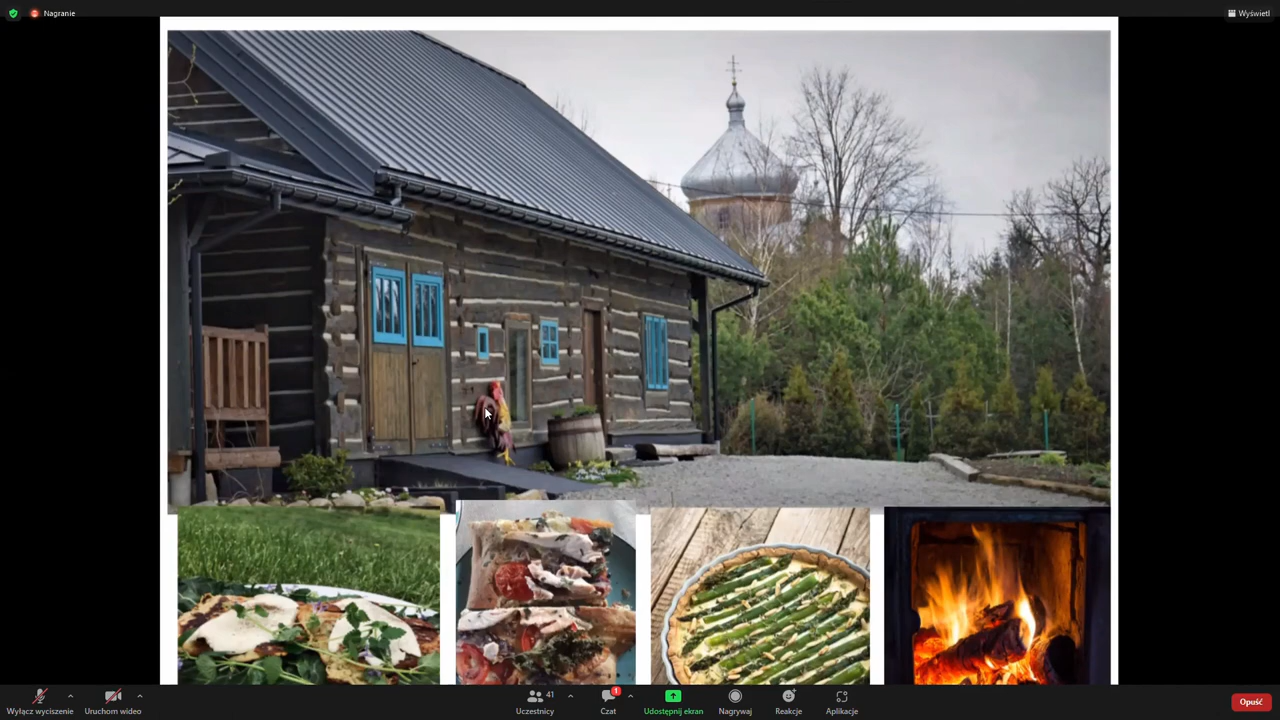 Nagranie
Wyświetl
Wyłącz wyciszenie
Uruchom wideo
41
Uczestnicy
1
Czat
Udostępnij ekran
Nagrywaj
Reakcje
Aplikacje
Opuść